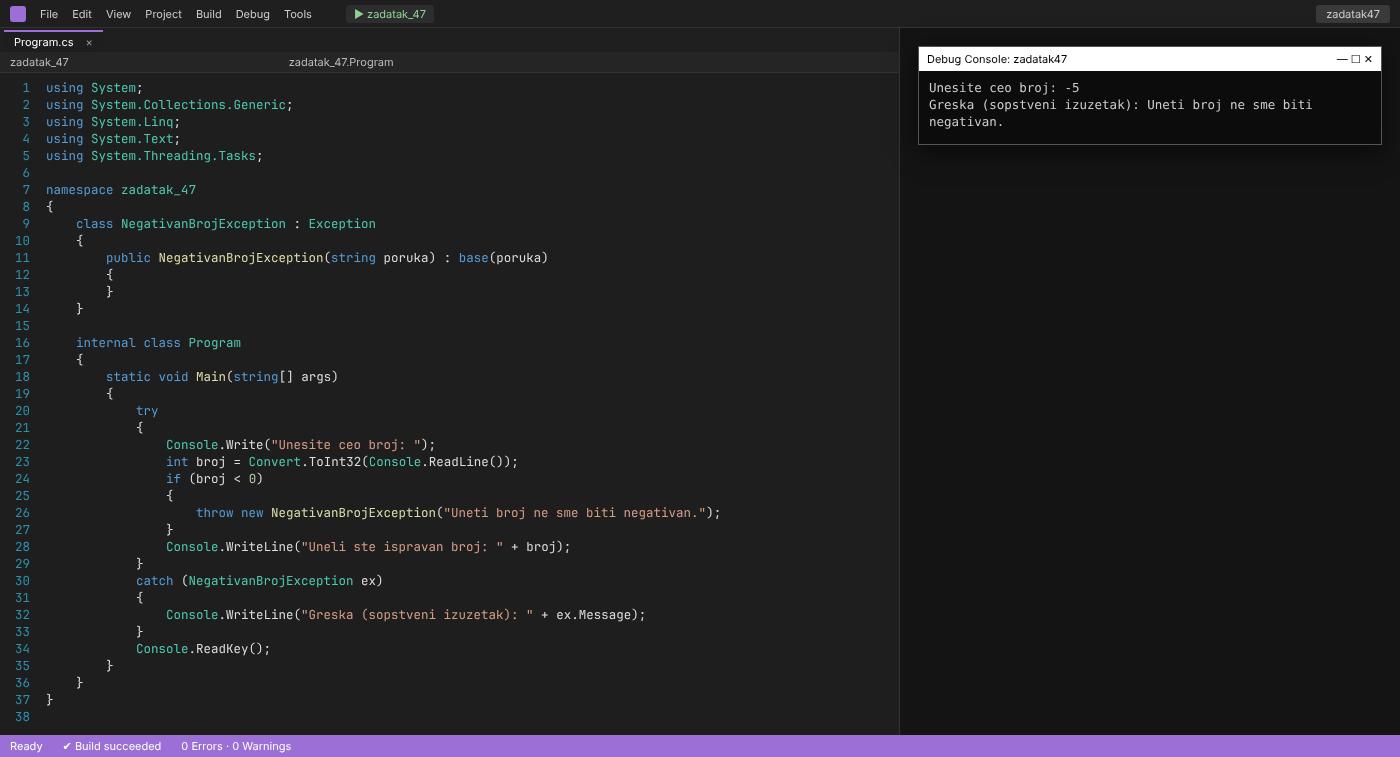 File Edit View Project Build Debug Tools ▶ zadatak_47 zadatak47
Program.cs ×
zadatak_47 zadatak_47.Program
1 using System;
2 using System.Collections.Generic;
3 using System.Linq;
4 using System.Text;
5 using System.Threading.Tasks;
6
7 namespace zadatak_47
8 {
9     class NegativanBrojException : Exception
10     {
11         public NegativanBrojException(string poruka) : base(poruka)
12         {
13         }
14     }
15
16     internal class Program
17     {
18         static void Main(string[] args)
19         {
20             try
21             {
22                 Console.Write("Unesite ceo broj: ");
23                 int broj = Convert.ToInt32(Console.ReadLine());
24                 if (broj < 0)
25                 {
26                     throw new NegativanBrojException("Uneti broj ne sme biti negativan.");
27                 }
28                 Console.WriteLine("Uneli ste ispravan broj: " + broj);
29             }
30             catch (NegativanBrojException ex)
31             {
32                 Console.WriteLine("Greska (sopstveni izuzetak): " + ex.Message);
33             }
34             Console.ReadKey();
35         }
36     }
37 }
38
Debug Console: zadatak47 — ☐ ✕
Unesite ceo broj: -5
Greska (sopstveni izuzetak): Uneti broj ne sme biti
negativan.
Ready ✔ Build succeeded 0 Errors · 0 Warnings